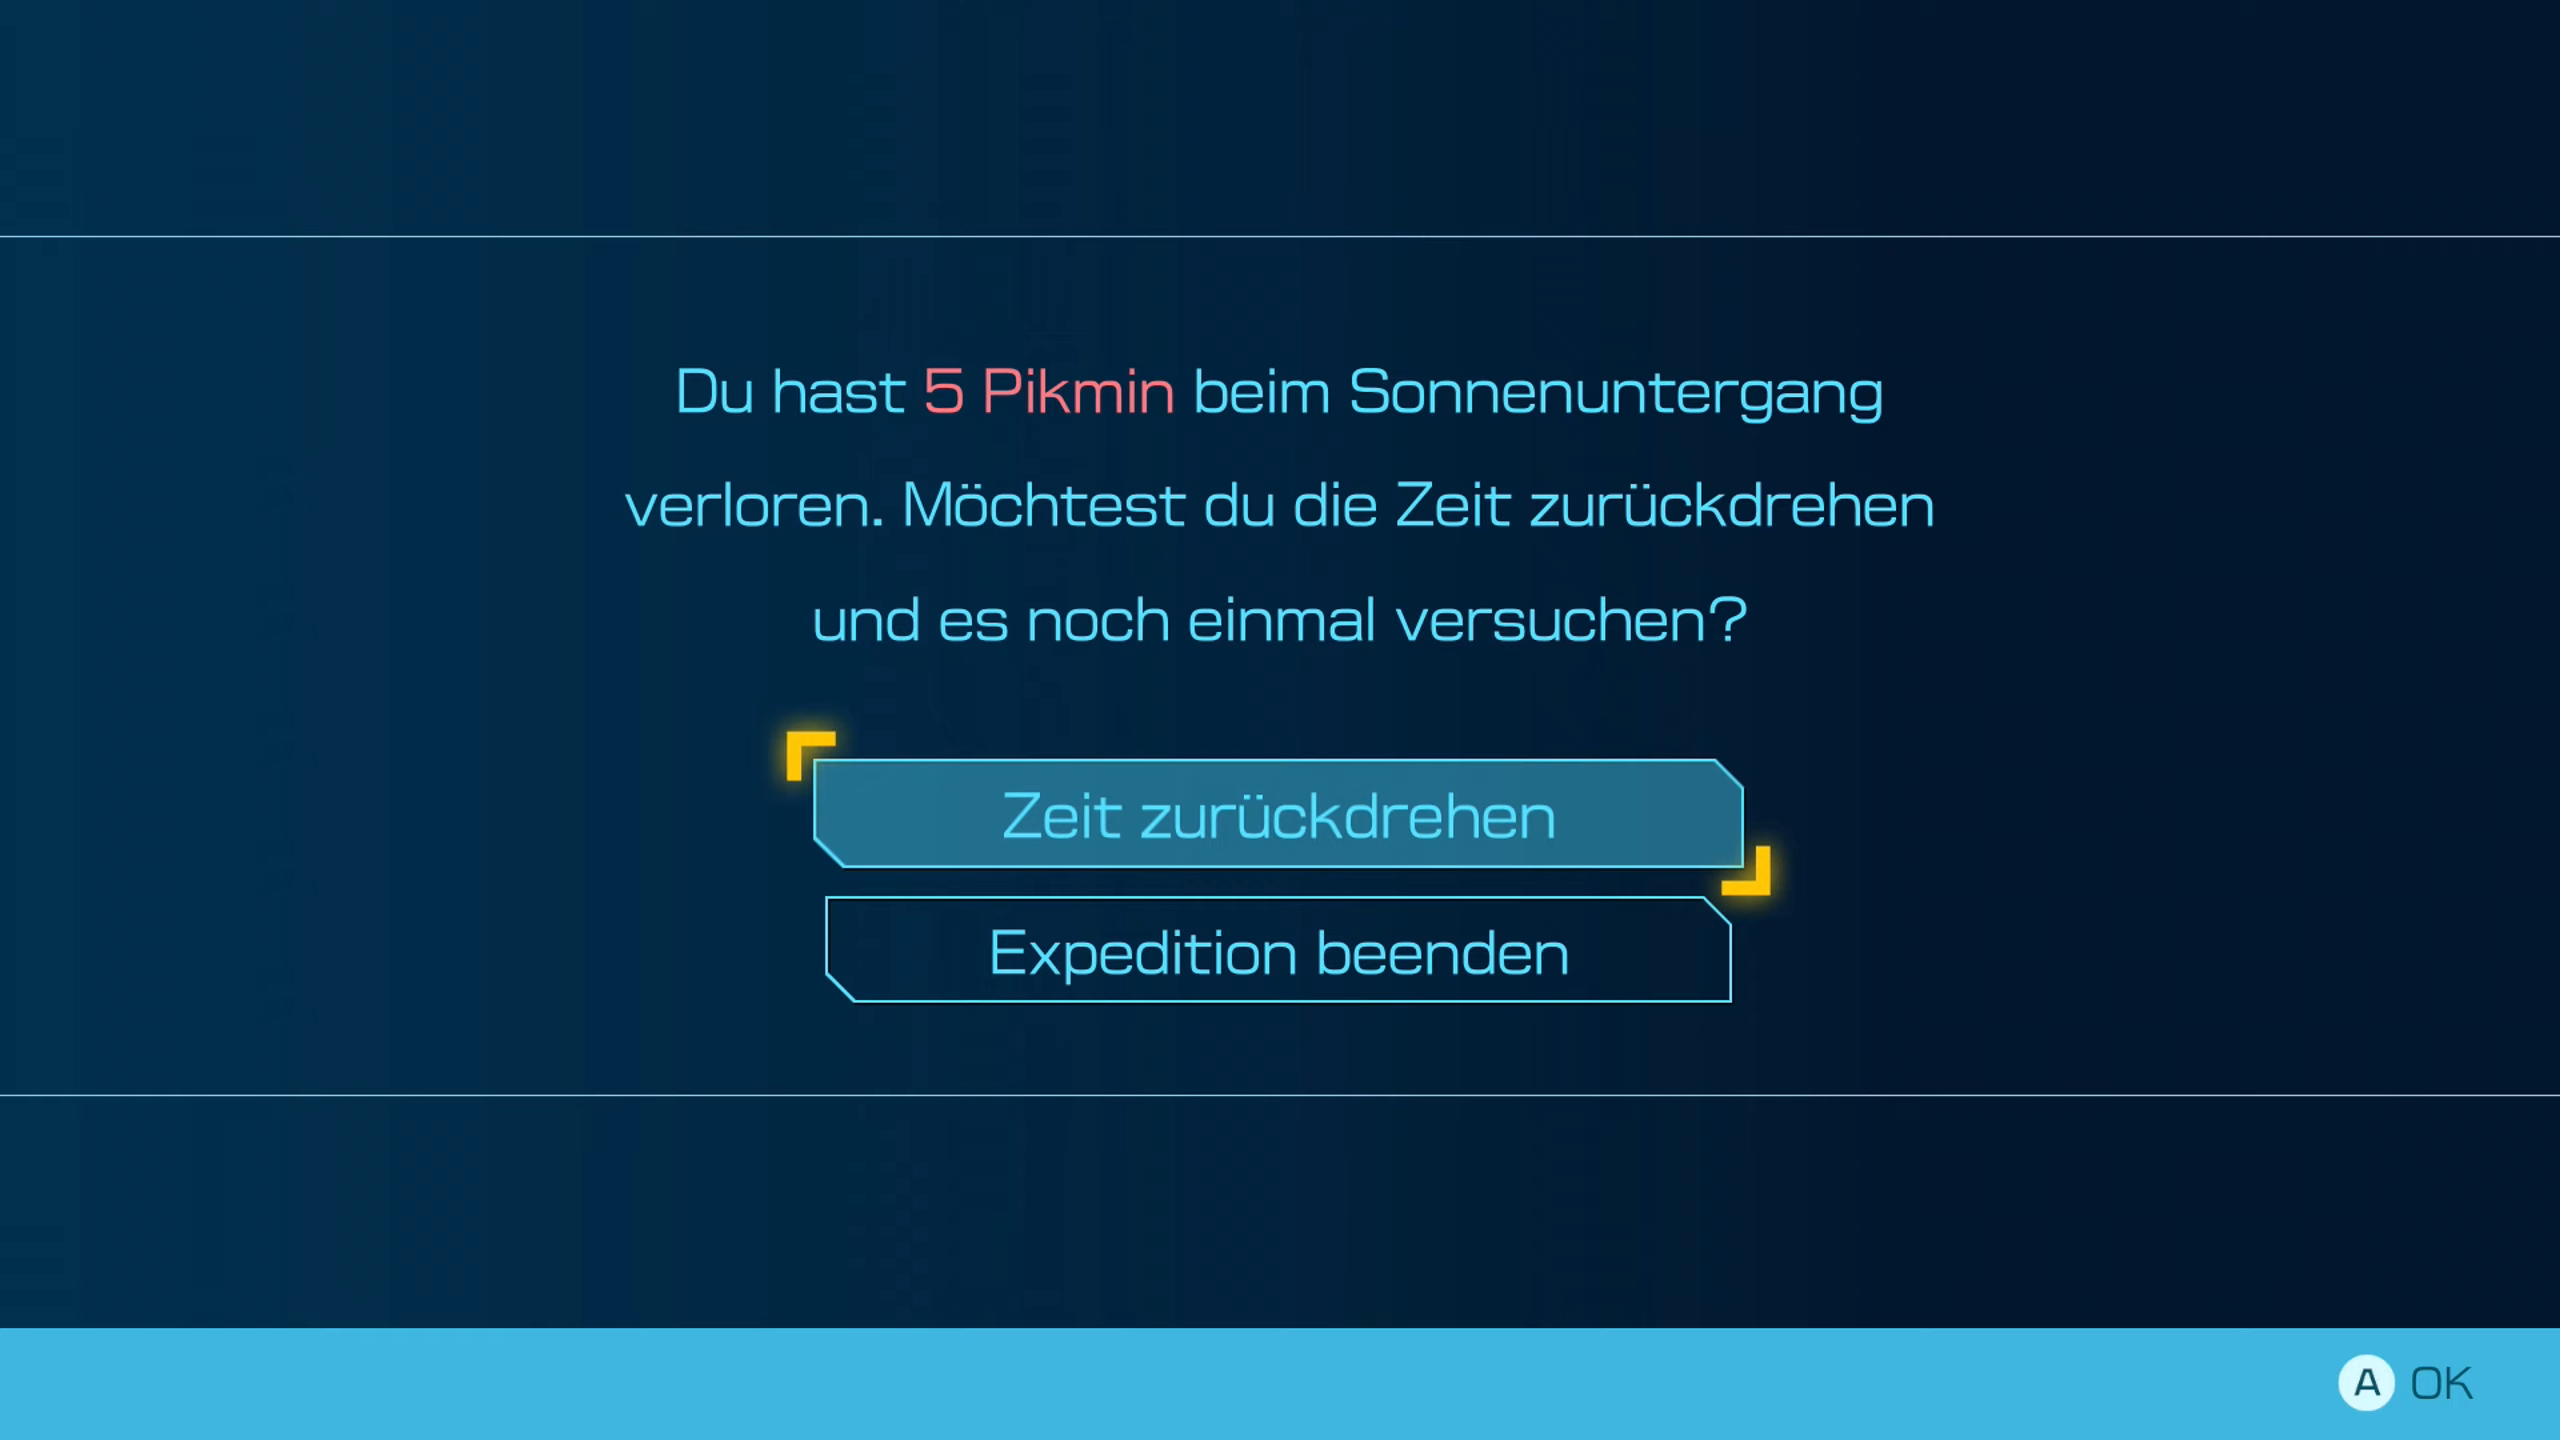 Du hast 5 Pikmin beim Sonnenuntergang
verloren. Möchtest du die Zeit zurückdrehen
und es noch einmal versuchen?
Zeit zurückdrehen
Expedition beenden
A OK